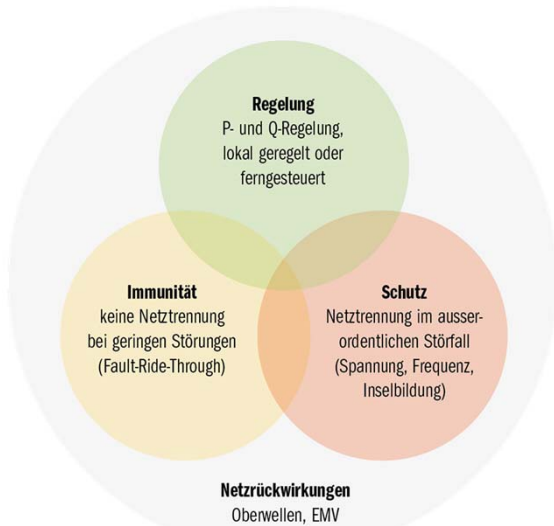 Regelung
P- und Q-Regelung,
lokal geregelt oder
ferngesteuert
Immunität
keine Netztrennung
bei geringen Störungen
(Fault-Ride-Through)
Schutz
Netztrennung im ausser-
ordentlichen Störfall
(Spannung, Frequenz,
Inselbildung)
Netzrückwirkungen
Oberwellen, EMV